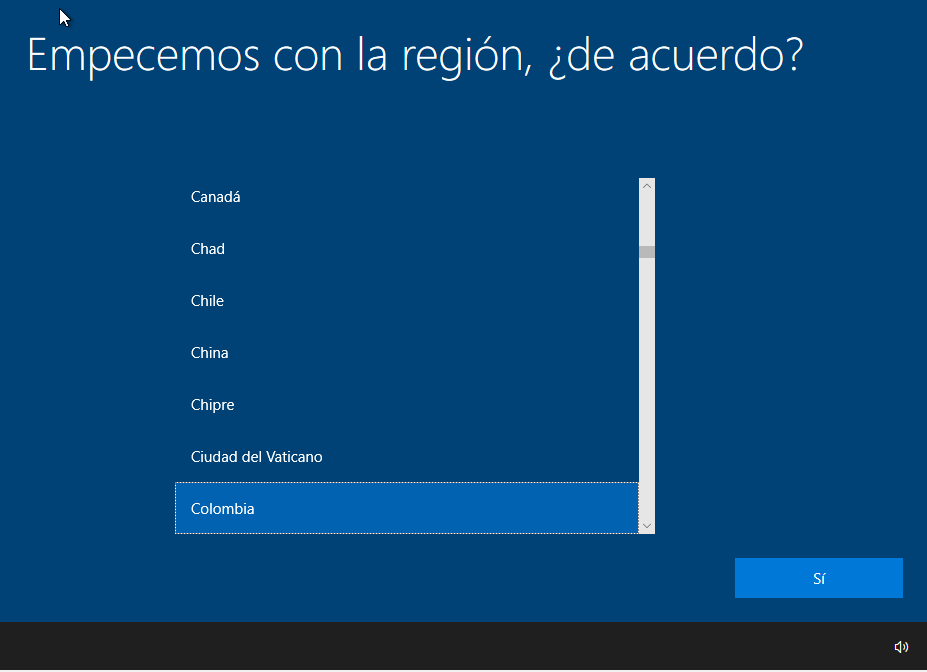 Empecemos con la región, ¿de acuerdo?
Canadá
Chad
Chile
China
Chipre
Ciudad del Vaticano
Colombia
Sí